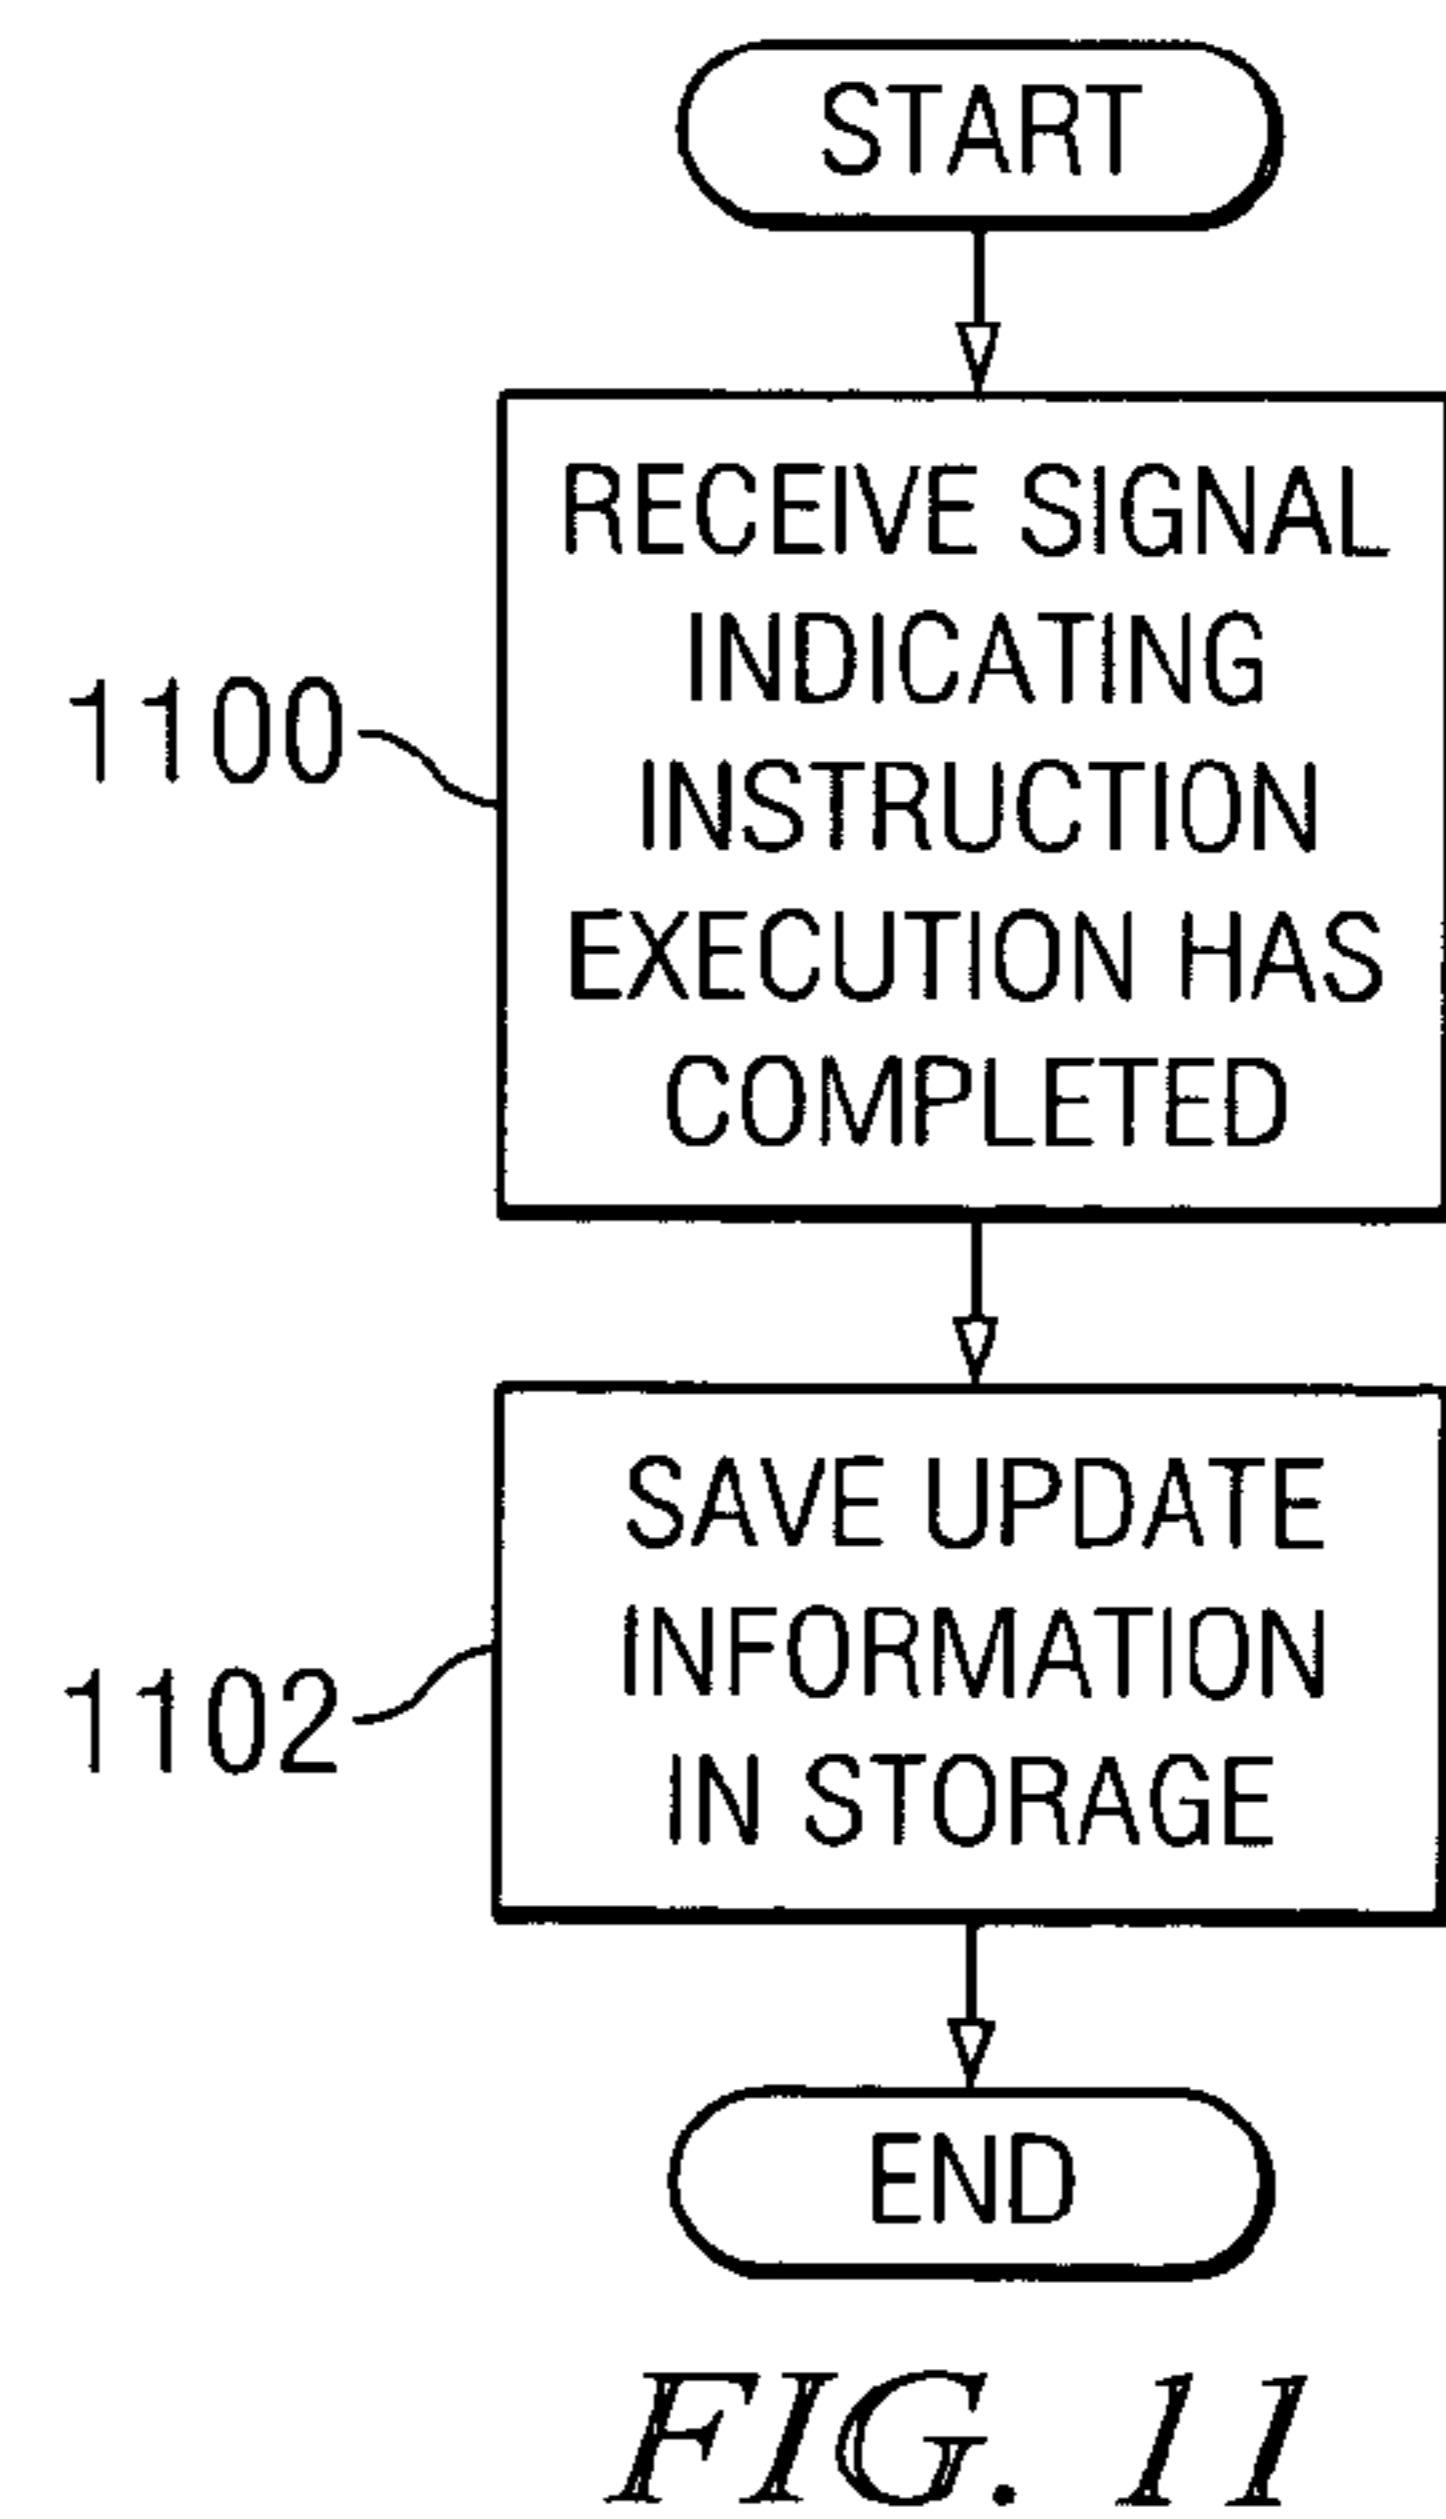 START
RECEIVE SIGNAL
INDICATING
INSTRUCTION
EXECUTION HAS
COMPLETED
1100
SAVE UPDATE
INFORMATION
IN STORAGE
1102
END
FIG. 11